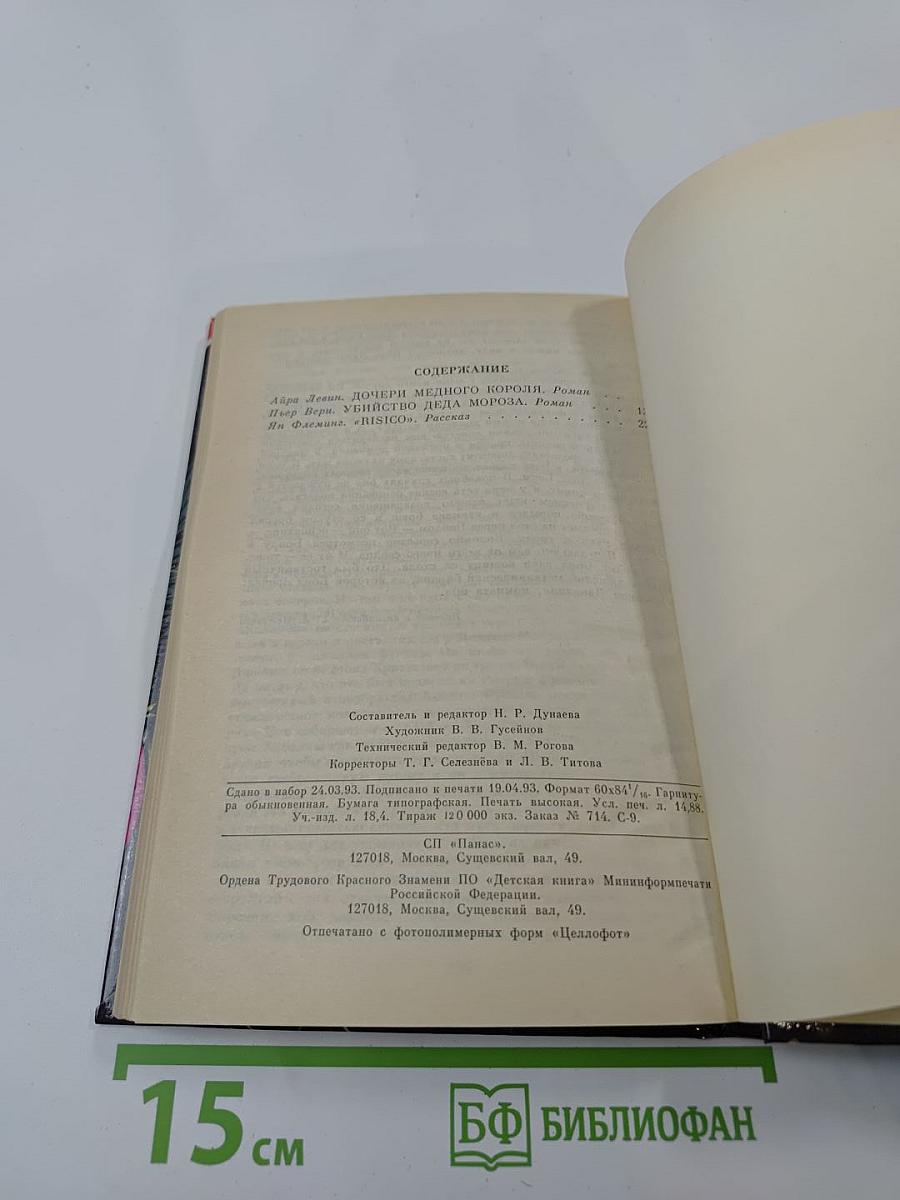 СОДЕРЖАНИЕ
Айра Левин. ДОЧЕРИ МЕДНОГО КОРОЛЯ. Роман . .
Пьер Вери. УБИЙСТВО ДЕДА МОРОЗА. Роман . . .
Ян Флеминг. «RISICO». Рассказ . . . . . . . . . . .
Составитель и редактор Н. Р. Дунаева
Художник В. В. Гусейнов
Технический редактор В. М. Рогова
Корректоры Т. Г. Селезнёва и Л. В. Титова
Сдано в набор 24.03.93. Подписано к печати 19.04.93. Формат 60х84¹/₁₆. Гарниту-
ра обыкновенная. Бумага типографская. Печать высокая. Усл. печ. л. 14,88.
Уч.-изд. л. 18,4. Тираж 120 000 экз. Заказ № 714. С-9.
СП «Панас».
127018, Москва, Сущевский вал, 49.
Ордена Трудового Красного Знамени ПО «Детская книга» Мининформпечати
Российской Федерации.
127018, Москва, Сущевский вал, 49.
Отпечатано с фотополимерных форм «Целлофот»
15 см
БФ БИБЛИОФАН